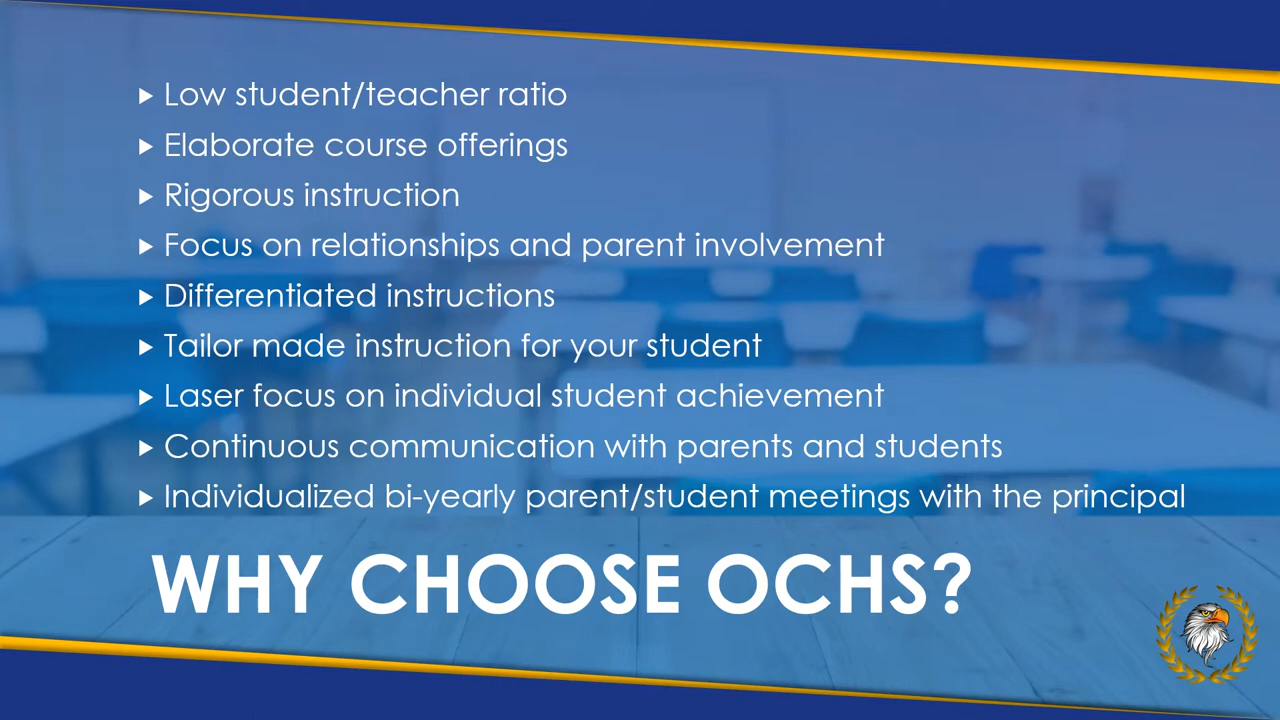 Low student/teacher ratio
Elaborate course offerings
Rigorous instruction
Focus on relationships and parent involvement
Differentiated instructions
Tailor made instruction for your student
Laser focus on individual student achievement
Continuous communication with parents and students
Individualized bi-yearly parent/student meetings with the principal
WHY CHOOSE OCHS?